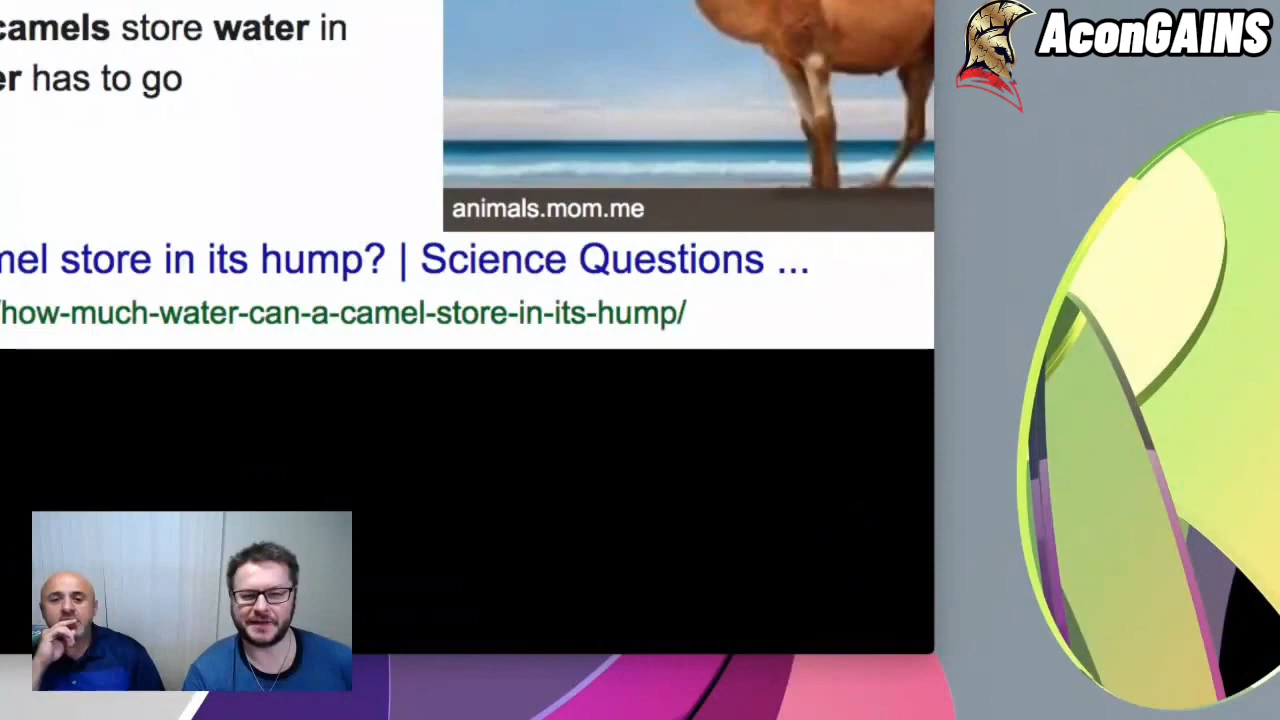 camels store water in
er has to go
AconGAINS
animals.mom.me
mel store in its hump? | Science Questions ...
/how-much-water-can-a-camel-store-in-its-hump/